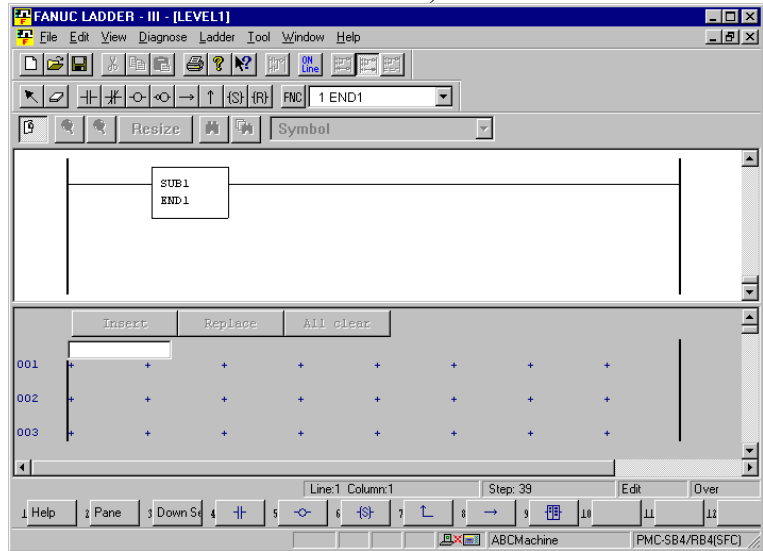 FANUC LADDER - III - [LEVEL1]
File Edit View Diagnose Ladder Tool Window Help
ON Line
{S} {R} FNC 1 END1
Resize Symbol
SUB1
END1
Insert Replace All clear
001
002
003
Line:1 Column:1 Step: 39 Edit Over
1 Help 2 Pane 3 Down Se 4 5 6 (S) 7 8 9 10 11 12
ABCMachine PMC-SB4/RB4(SFC)